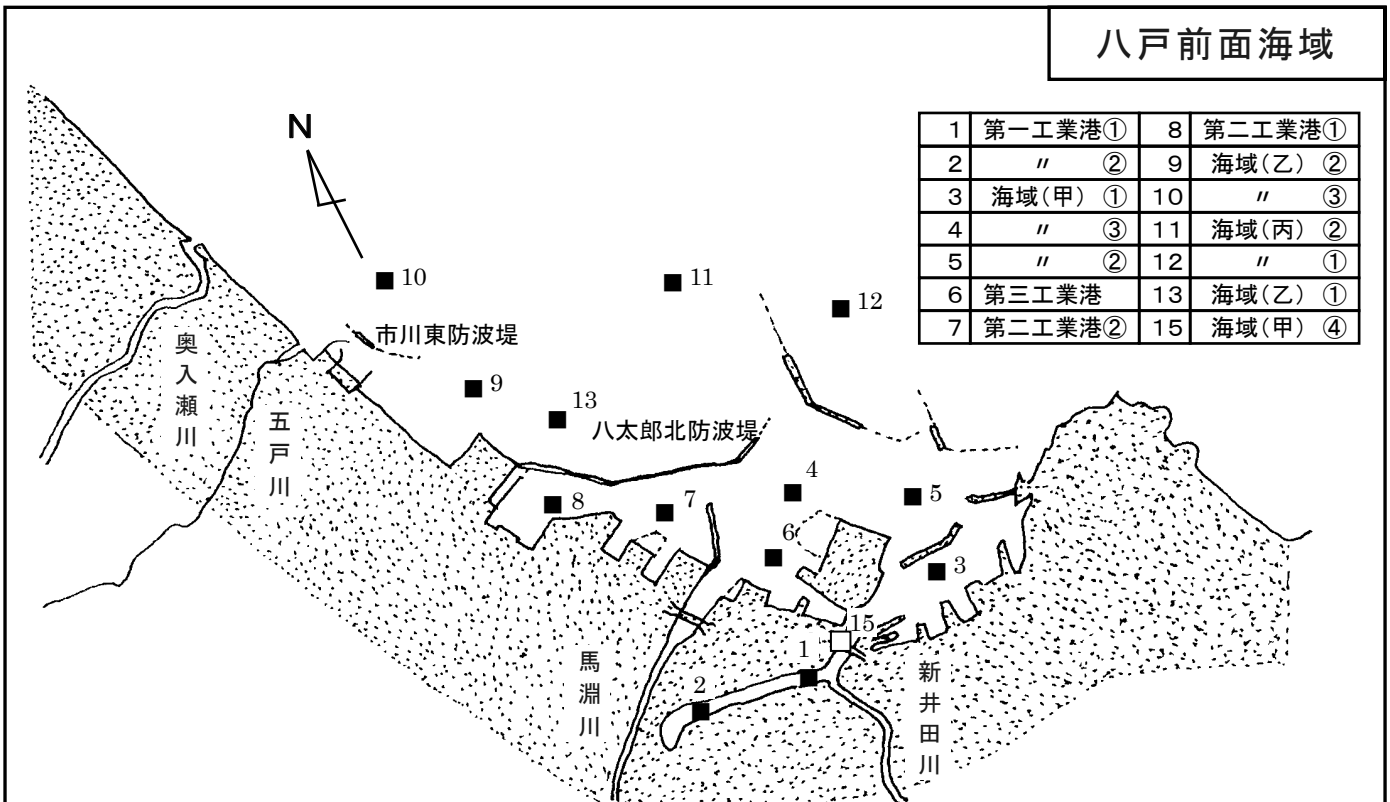 八戸前面海域
N
1 第一工業港① 8 第二工業港①
2 〃 ② 9 海域(乙) ②
3 海域(甲) ① 10 〃 ③
4 〃 ③ 11 海域(丙) ②
5 〃 ② 12 〃 ①
6 第三工業港 13 海域(乙) ①
7 第二工業港② 15 海域(甲) ④
10
11
12
市川東防波堤
奥入瀬川
9
13
八太郎北防波堤
五戸川
4
5
8
7
6
3
15
1
馬淵川
2
新井田川